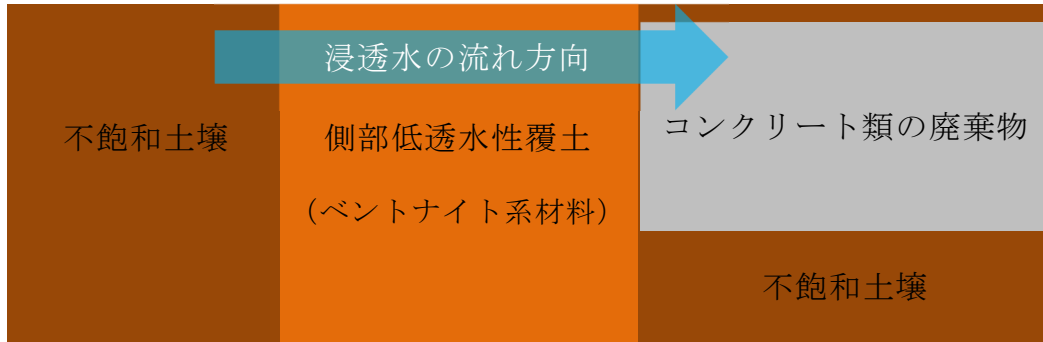 浸透水の流れ方向
不飽和土壌
側部低透水性覆土
(ベントナイト系材料)
コンクリート類の廃棄物
不飽和土壌